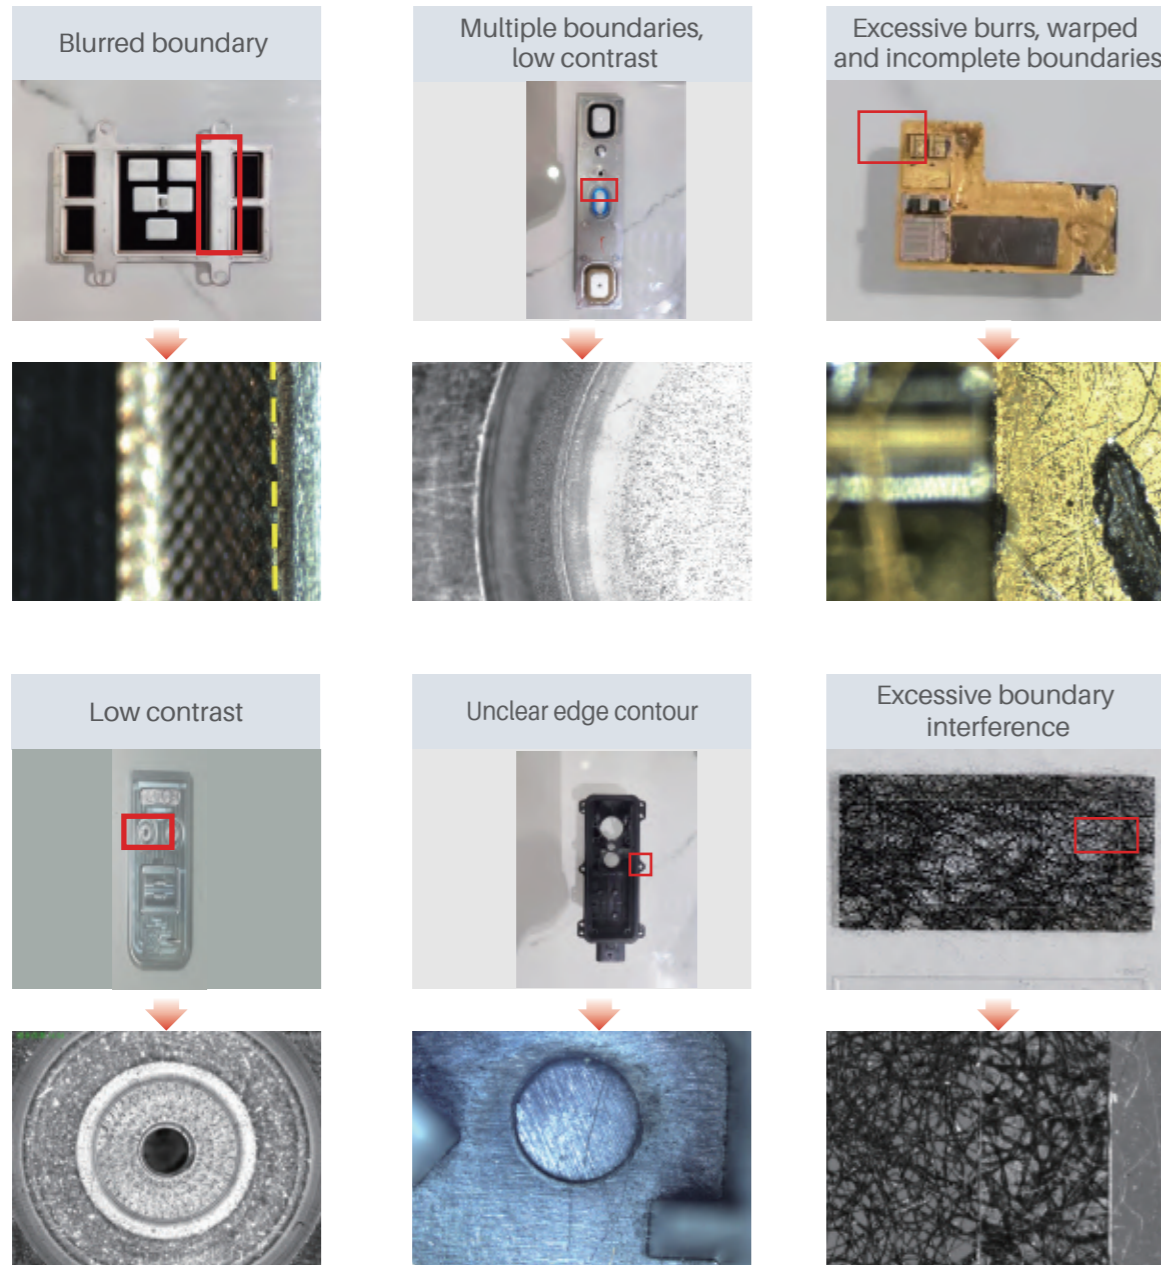 Blurred boundary
Multiple boundaries,
low contrast
Excessive burrs, warped
and incomplete boundaries
Low contrast
Unclear edge contour
Excessive boundary
interference